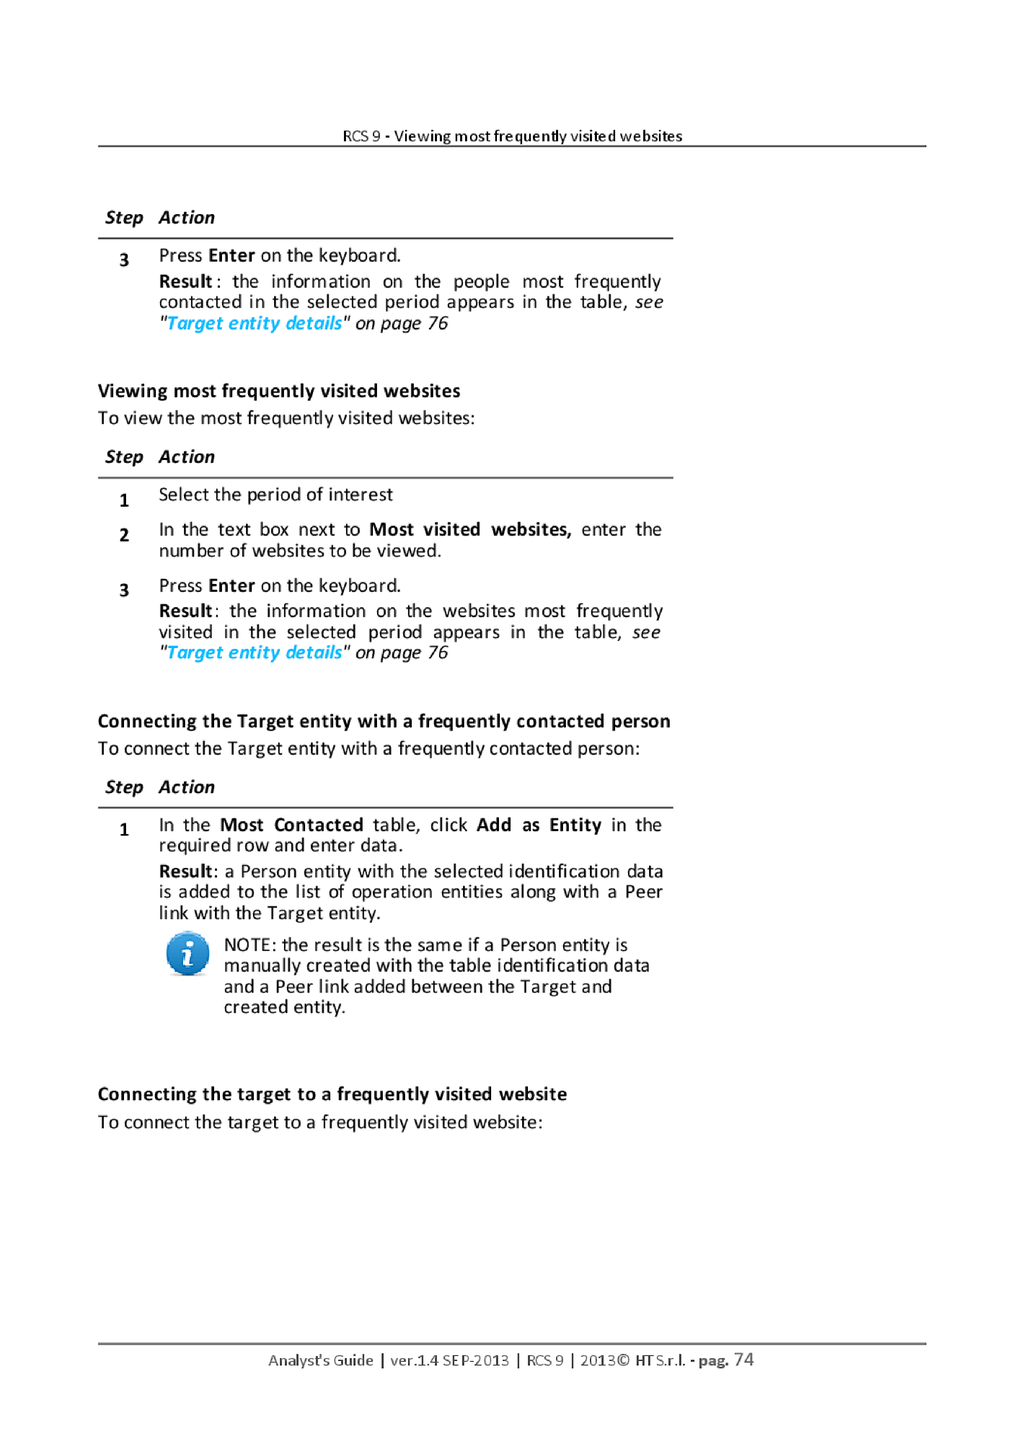 RCS 9 - Viewing most frequently visited websites
Step Action
3 Press Enter on the keyboard.
Result : the information on the people most frequently
contacted in the selected period appears in the table, see
"Target entity details" on page 76
Viewing most frequently visited websites
To view the most frequently visited websites:
Step Action
1 Select the period of interest
2 In the text box next to Most visited websites, enter the
number of websites to be viewed.
3 Press Enter on the keyboard.
Result: the information on the websites most frequently
visited in the selected period appears in the table, see
"Target entity details" on page 76
Connecting the Target entity with a frequently contacted person
To connect the Target entity with a frequently contacted person:
Step Action
1 In the Most Contacted table, click Add as Entity in the
required row and enter data.
Result: a Person entity with the selected identification data
is added to the list of operation entities along with a Peer
link with the Target entity.
NOTE: the result is the same if a Person entity is
manually created with the table identification data
and a Peer link added between the Target and
created entity.
Connecting the target to a frequently visited website
To connect the target to a frequently visited website:
Analyst's Guide | ver.1.4 SEP-2013 | RCS 9 | 2013© HT S.r.l. - pag. 74